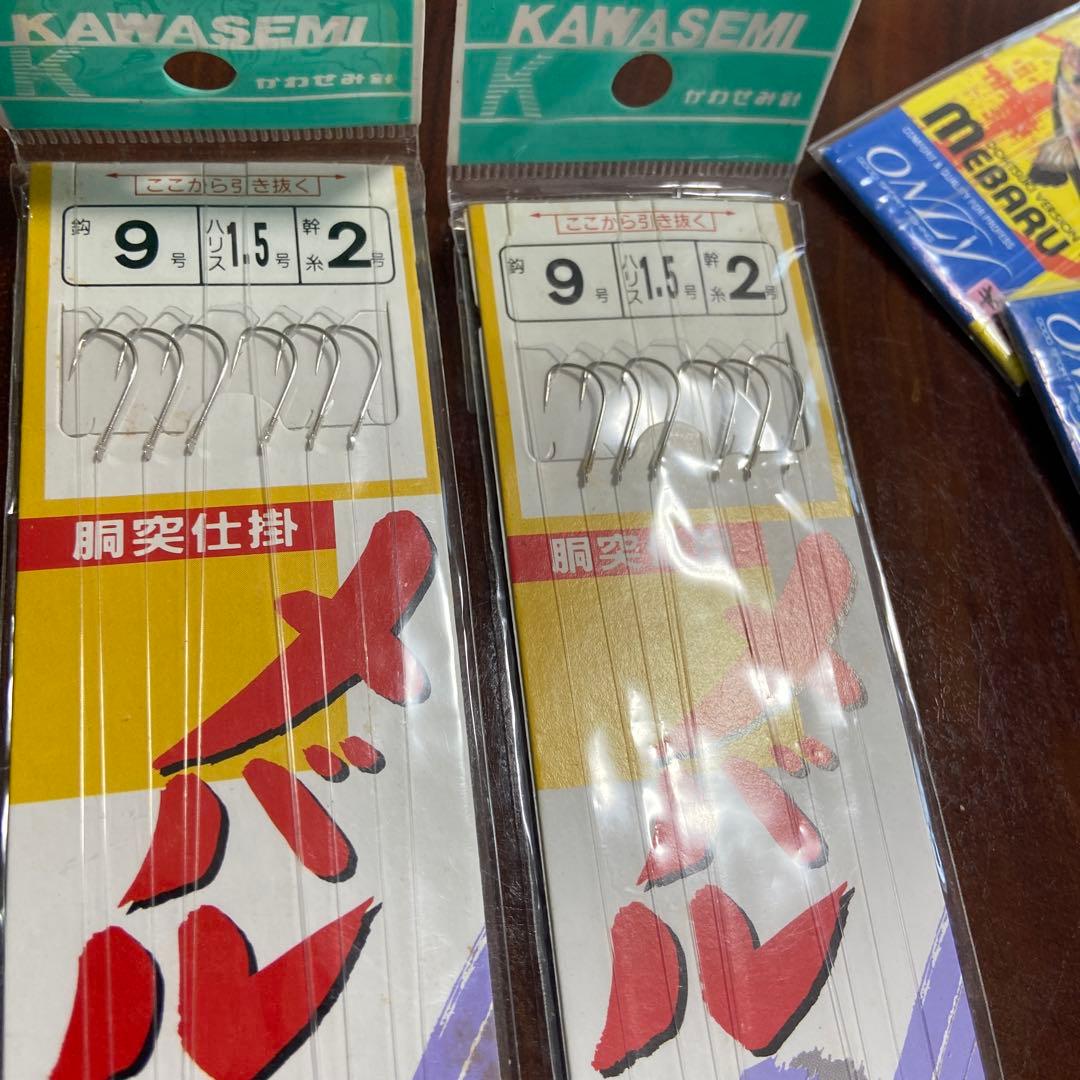 KAWASEMI
K
かわせみ針
ここから引き抜く
鈎 9号 ハリス 1.5号 幹糸 2号
胴突仕掛
メバル
KAWASEMI
K
かわせみ針
ここから引き抜く
鈎 9号 ハリス 1.5号 幹糸 2号
胴突
メバル
MEBARU
DOHTSUKI VERSION